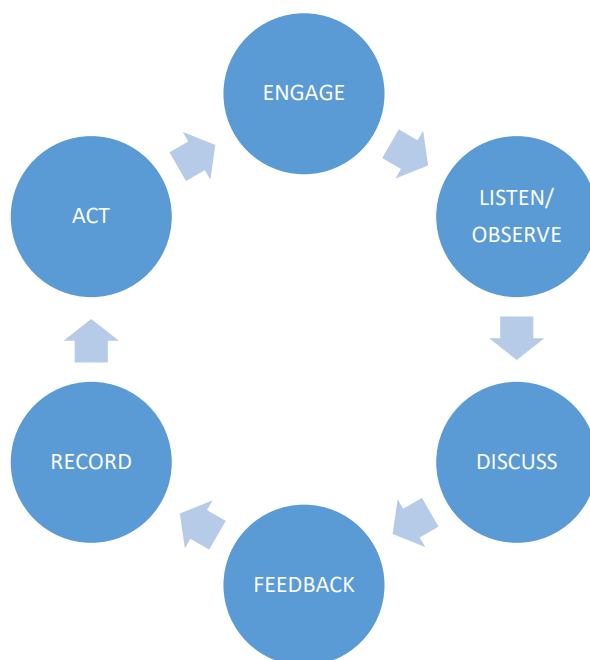 ENGAGE
LISTEN/
OBSERVE
DISCUSS
FEEDBACK
RECORD
ACT